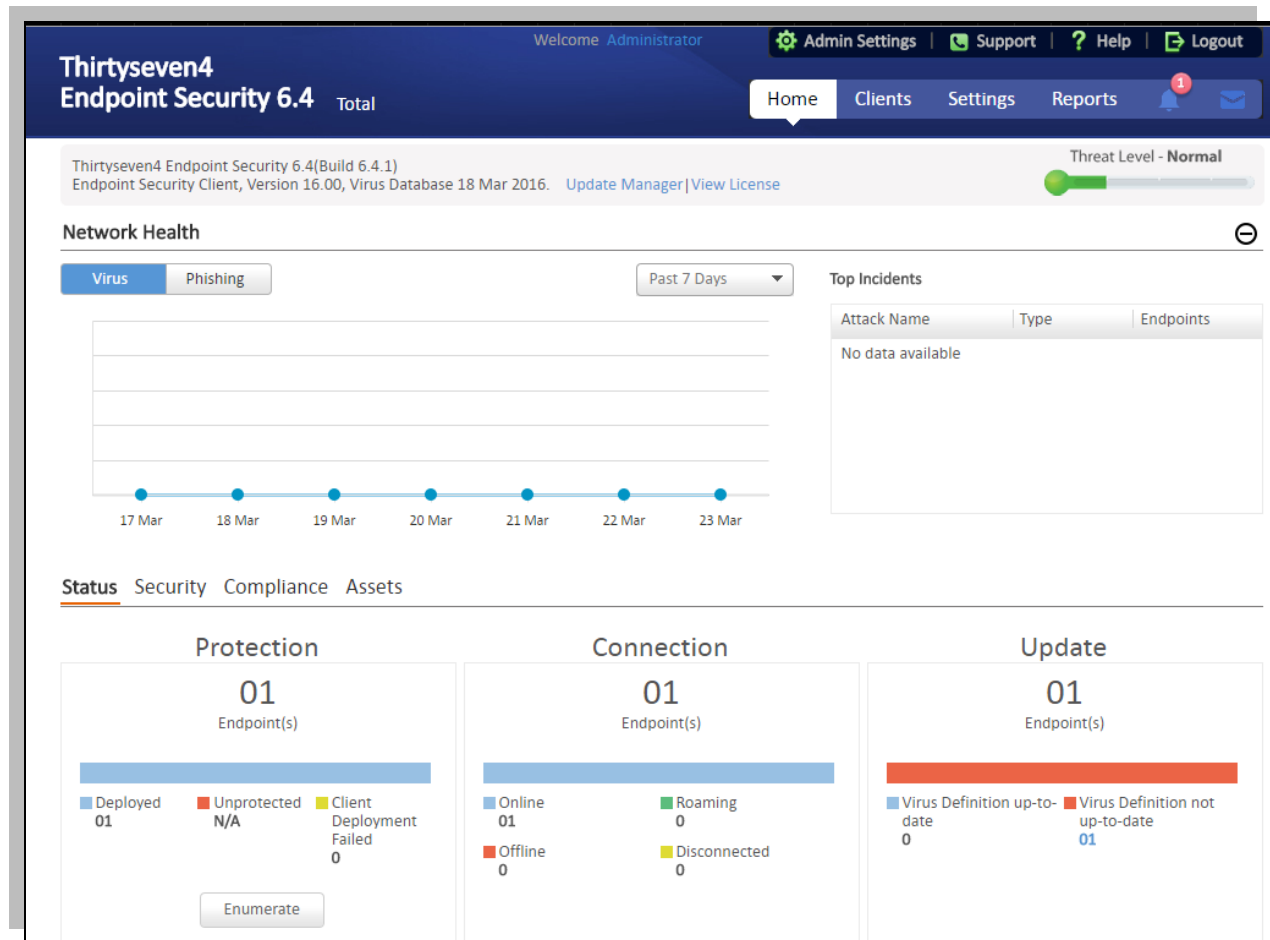 Welcome Administrator
Admin Settings | Support | ? Help | Logout
Thirtyseven4
Endpoint Security 6.4 Total
Home Clients Settings Reports 1
Thirtyseven4 Endpoint Security 6.4(Build 6.4.1)
Endpoint Security Client, Version 16.00, Virus Database 18 Mar 2016. Update Manager|View License
Threat Level - Normal
Network Health
Virus Phishing
Past 7 Days
Top Incidents
Attack Name Type Endpoints
No data available
17 Mar 18 Mar 19 Mar 20 Mar 21 Mar 22 Mar 23 Mar
Status Security Compliance Assets
Protection
01
Endpoint(s)
Deployed
01
Unprotected
N/A
Client
Deployment
Failed
0
Enumerate
Connection
01
Endpoint(s)
Online
01
Roaming
0
Offline
0
Disconnected
0
Update
01
Endpoint(s)
Virus Definition up-to-
date
0
Virus Definition not
up-to-date
01